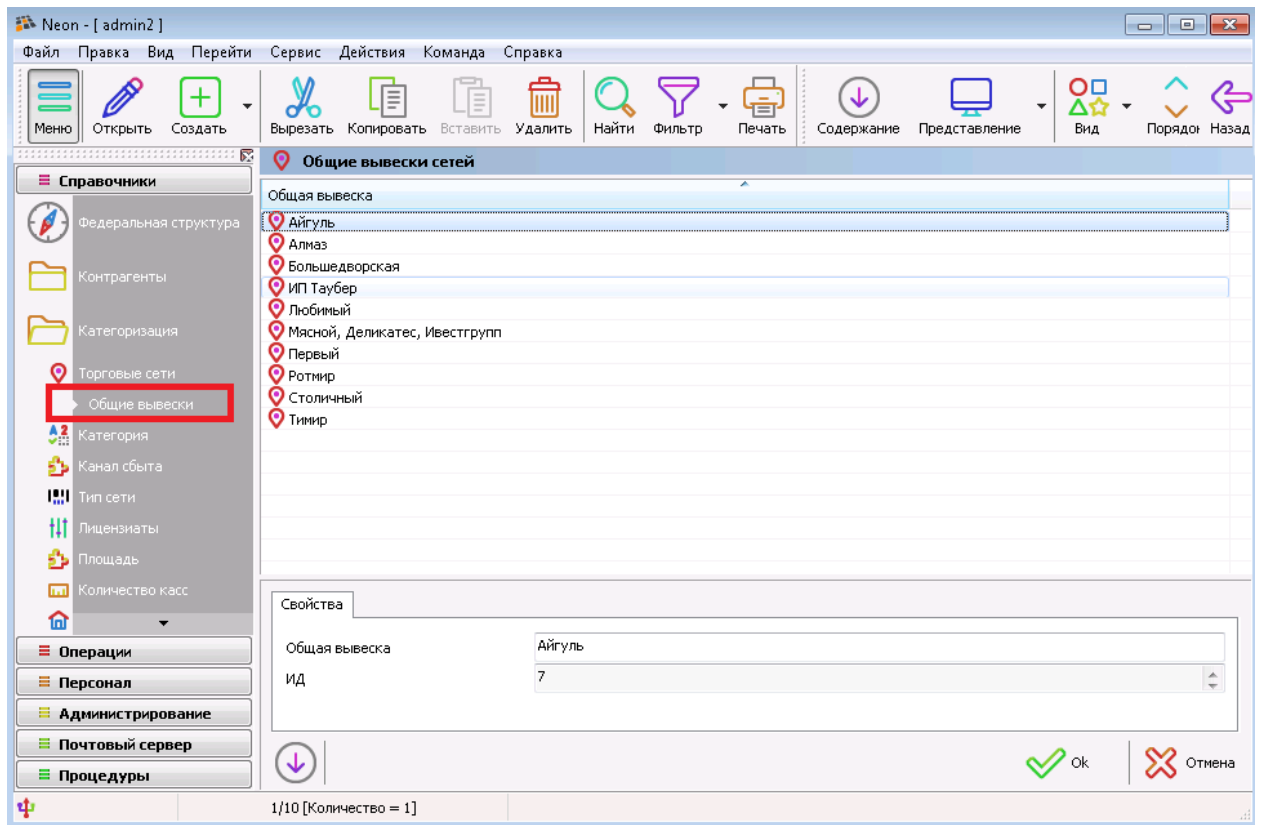 Neon - [ admin2 ]
Файл Правка Вид Перейти Сервис Действия Команда Справка
Меню Открыть Создать Вырезать Копировать Вставить Удалить Найти Фильтр Печать Содержание Представление Вид Порядок Назад
Справочники
Федеральная структура
Контрагенты
Категоризация
Торговые сети
Общие вывески
Категория
Канал сбыта
Тип сети
Лицензиаты
Площадь
Количество касс
Операции
Персонал
Администрирование
Почтовый сервер
Процедуры
Общие вывески сетей
Общая вывеска
Айгуль
Алмаз
Большедворская
ИП Таубер
Любимый
Мясной, Деликатес, Ивестгрупп
Первый
Ротмир
Столичный
Тимир
Свойства
Общая вывеска Айгуль
ИД 7
Ok Отмена
1/10 [Количество = 1]